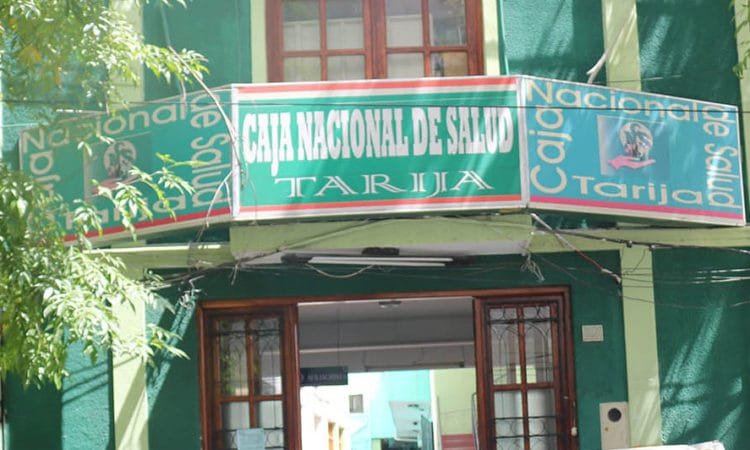 Caja
Nacional
de Salud
Tarija
CAJA NACIONAL DE SALUD
TARIJA
Caja
Nacional
de Salud
Tarija